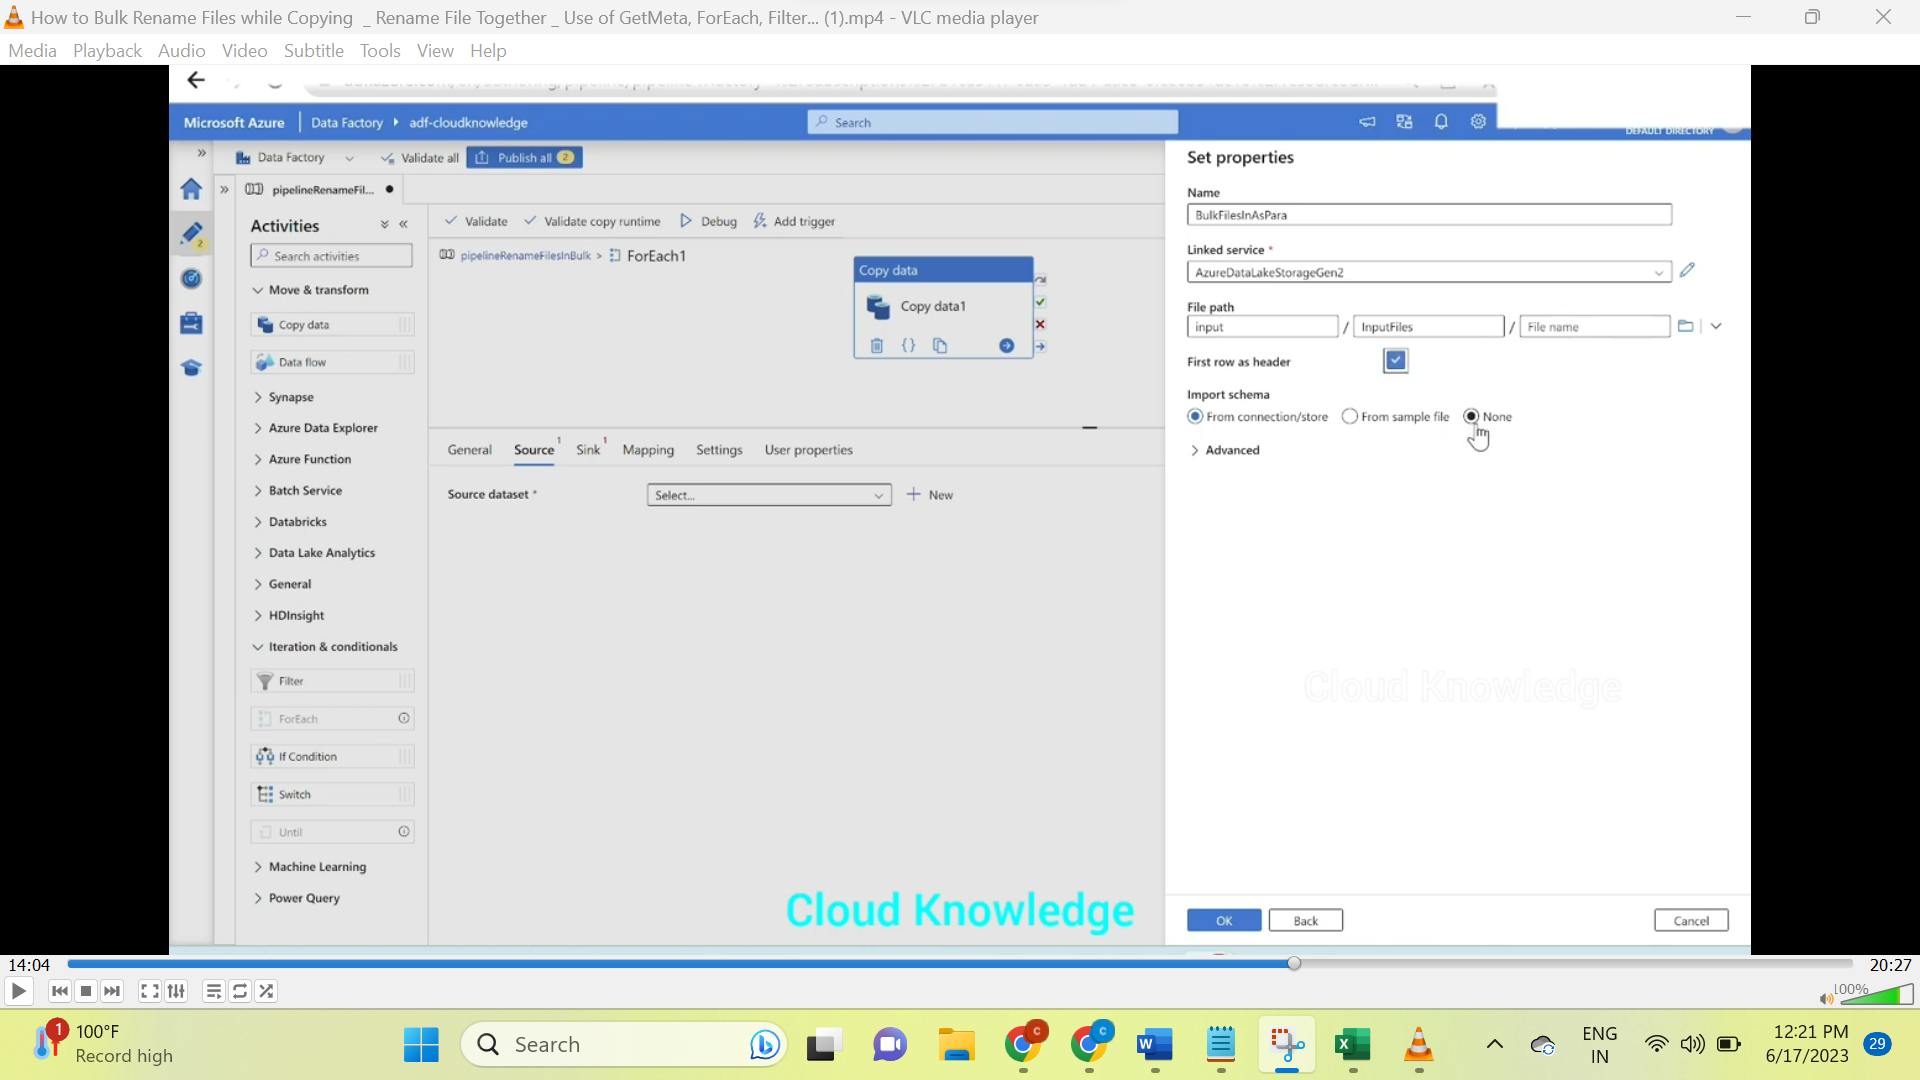 How to Bulk Rename Files while Copying _ Rename File Together _ Use of GetMeta, ForEach, Filter... (1).mp4 - VLC media player
Media Playback Audio Video Subtitle Tools View Help
Microsoft Azure Data Factory adf-cloudknowledge Search
DEFAULT DIRECTORY
Data Factory Validate all Publish all 2
pipelineRenameFil...
Activities
Search activities
Move & transform
Copy data
Data flow
Synapse
Azure Data Explorer
Azure Function
Batch Service
Databricks
Data Lake Analytics
General
HDInsight
Iteration & conditionals
Filter
ForEach
If Condition
Switch
Until
Machine Learning
Power Query
2
Validate Validate copy runtime Debug Add trigger
pipelineRenameFilesInBulk > ForEach1
Copy data
Copy data1
General Source 1 Sink 1 Mapping Settings User properties
Source dataset * Select... New
Set properties
Name
BulkFilesInAsPara
Linked service *
AzureDataLakeStorageGen2
File path
input / InputFiles / File name
First row as header
Import schema
From connection/store From sample file None
Advanced
Cloud Knowledge
Cloud Knowledge
OK Back Cancel
14:04 20:27
100%
1 100°F
Record high
Search
ENG
IN
12:21 PM
6/17/2023
29